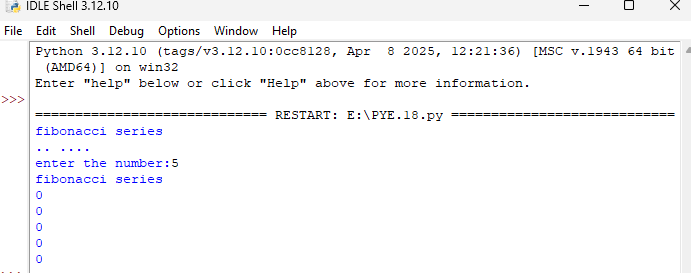 IDLE Shell 3.12.10
File Edit Shell Debug Options Window Help
Python 3.12.10 (tags/v3.12.10:0cc8128, Apr  8 2025, 12:21:36) [MSC v.1943 64 bit
 (AMD64)] on win32
Enter "help" below or click "Help" above for more information.
>>>
============================= RESTART: E:\PYE.18.py ============================
fibonacci series
.. ....
enter the number:5
fibonacci series
0
0
0
0
0
>>>